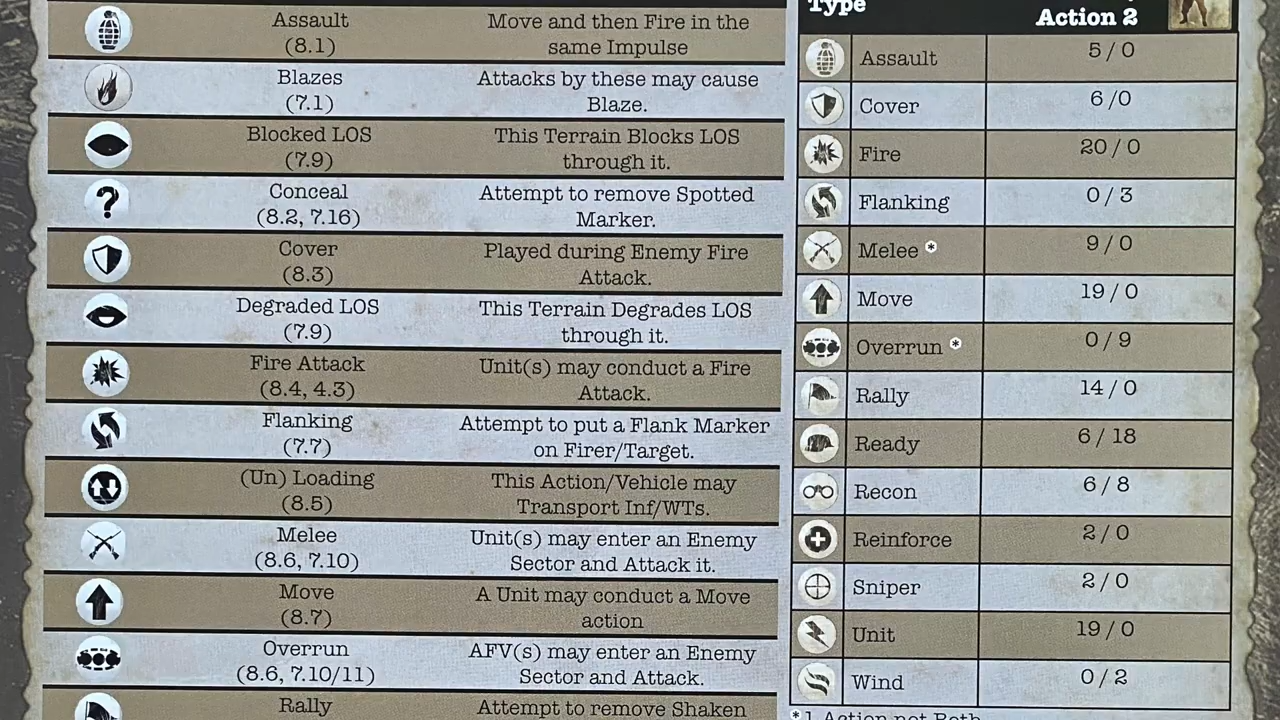 Assault
(8.1)
Move and then Fire in the
same Impulse
Blazes
(7.1)
Attacks by these may cause
Blaze.
Blocked LOS
(7.9)
This Terrain Blocks LOS
through it.
?
Conceal
(8.2, 7.16)
Attempt to remove Spotted
Marker.
Cover
(8.3)
Played during Enemy Fire
Attack.
Degraded LOS
(7.9)
This Terrain Degrades LOS
through it.
Fire Attack
(8.4, 4.3)
Unit(s) may conduct a Fire
Attack.
Flanking
(7.7)
Attempt to put a Flank Marker
on Firer/Target.
(Un) Loading
(8.5)
This Action/Vehicle may
Transport Inf/WTs.
Melee
(8.6, 7.10)
Unit(s) may enter an Enemy
Sector and Attack it.
Move
(8.7)
A Unit may conduct a Move
action
Overrun
(8.6, 7.10/11)
AFV(s) may enter an Enemy
Sector and Attack.
Rally
Attempt to remove Shaken
Type
Action 2
Assault 5 / 0
Cover 6 /0
Fire 20 / 0
Flanking 0 / 3
Melee * 9 / 0
Move 19 / 0
Overrun * 0 / 9
Rally 14 / 0
Ready 6 / 18
Recon 6 / 8
Reinforce 2 / 0
Sniper 2 / 0
Unit 19 / 0
Wind 0 / 2
*1 Action not Both